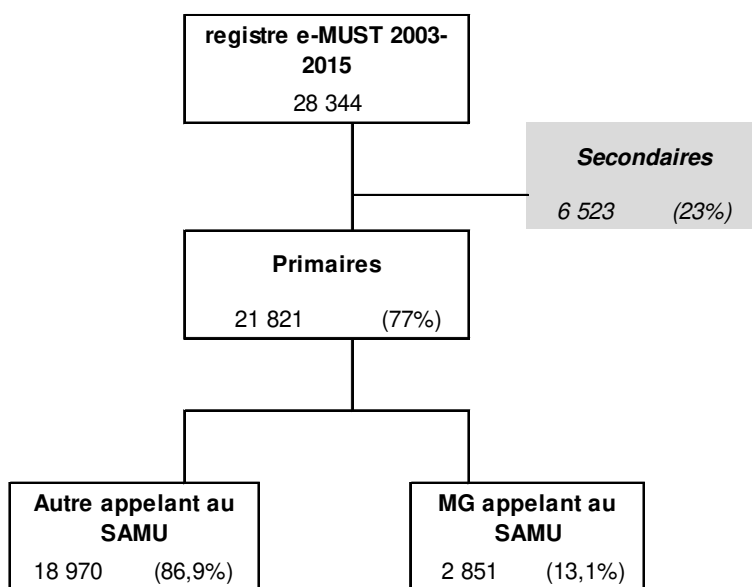 registre e-MUST 2003-
2015
28 344
Secondaires
6 523 (23%)
Primaires
21 821 (77%)
Autre appelant au
SAMU
18 970 (86,9%)
MG appelant au
SAMU
2 851 (13,1%)